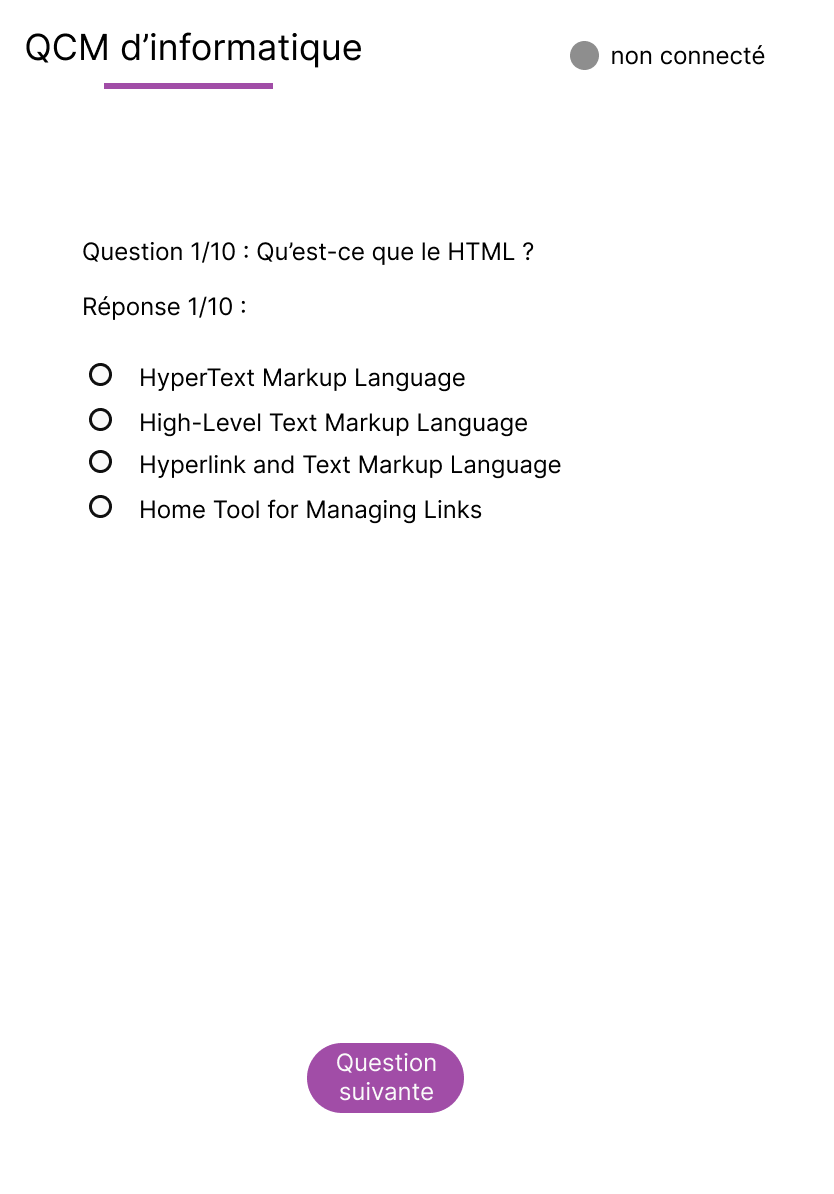 QCM d’informatique
non connecté
Question 1/10 : Qu’est-ce que le HTML ?
Réponse 1/10 :
HyperText Markup Language
High-Level Text Markup Language
Hyperlink and Text Markup Language
Home Tool for Managing Links
Question
suivante